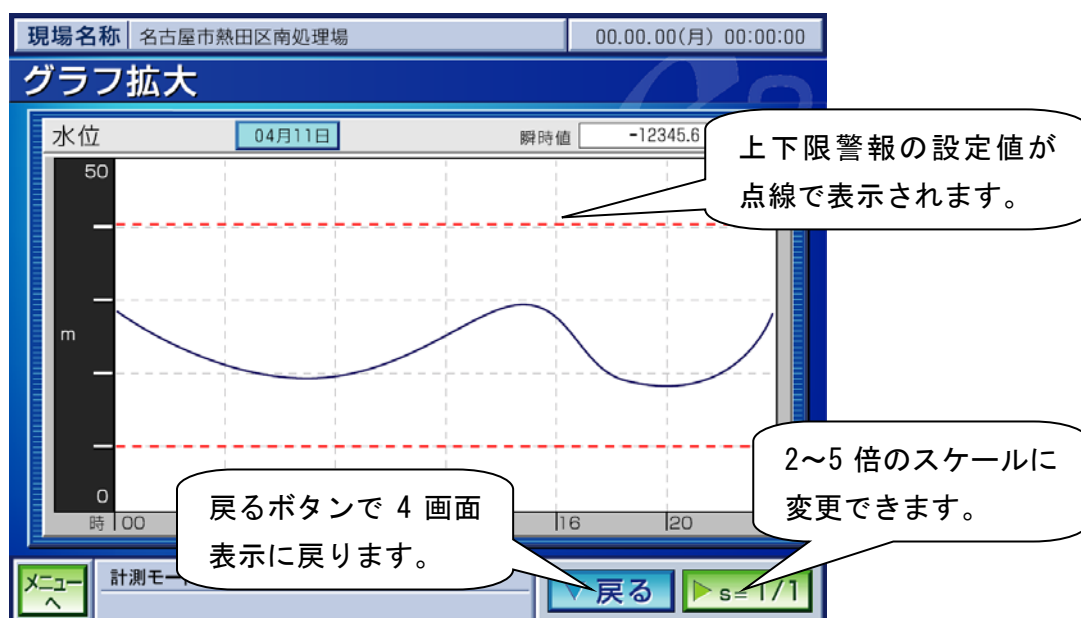 現場名称 名古屋市熱田区南処理場 00.00.00(月) 00:00:00
グラフ拡大
水位 04月11日 瞬時値 -12345.6
上下限警報の設定値が
点線で表示されます。
50
m
0
時 00 16 20
2～5 倍のスケールに
変更できます。
戻るボタンで 4 画面
表示に戻ります。
メニューへ
計測モー
戻る s=1/1